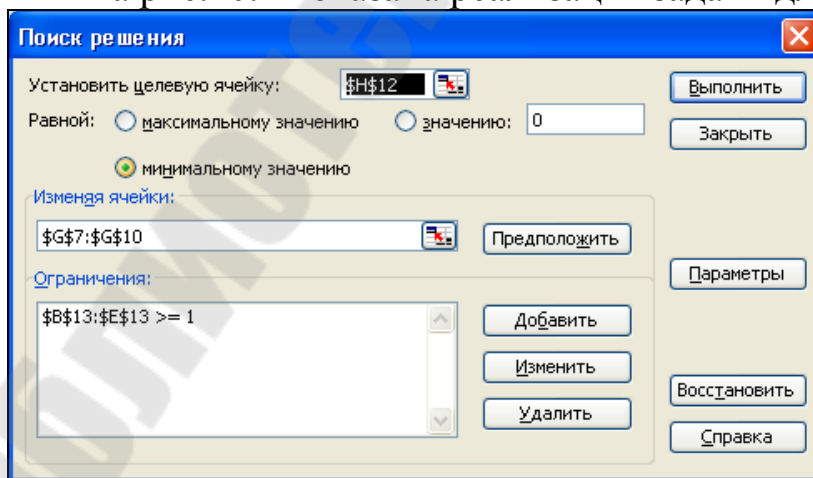 Поиск решения
Установить целевую ячейку: $H$12 Выполнить
Равной: максимальному значению значению: 0 Закрыть
минимальному значению
Изменяя ячейки:
$G$7:$G$10 Предположить
Ограничения: Параметры
$B$13:$E$13 >= 1 Добавить
Изменить
Восстановить
Удалить
Справка